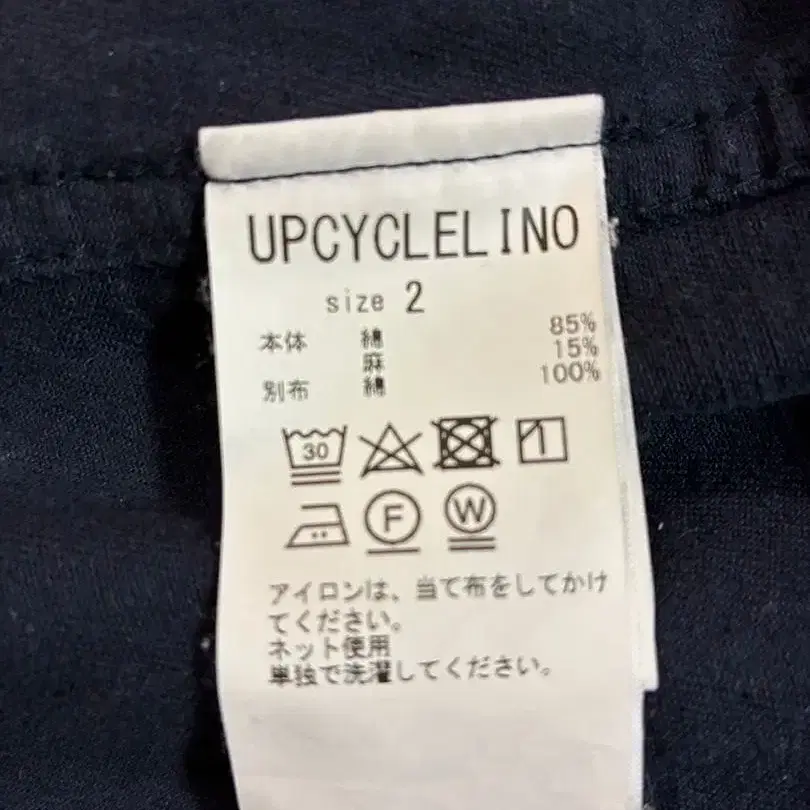 UPCYCLELINO
size 2
本体 綿 85%
麻 15%
別布 綿 100%
30
F W
アイロンは、当て布をしてかけ
てください。
ネット使用
単独で洗濯してください。